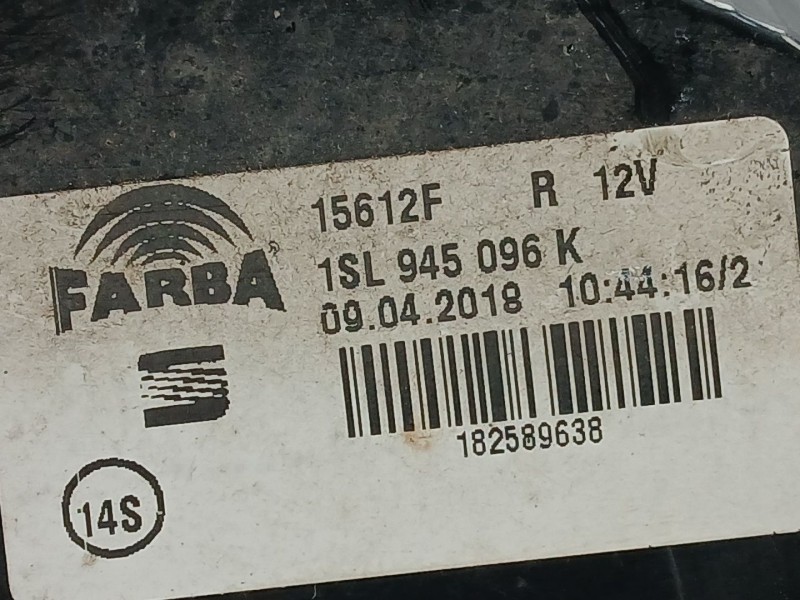 FARBA
15612F R 12V
1SL 945 096 K
09.04.2018 10:44:16/2
182589638
14S